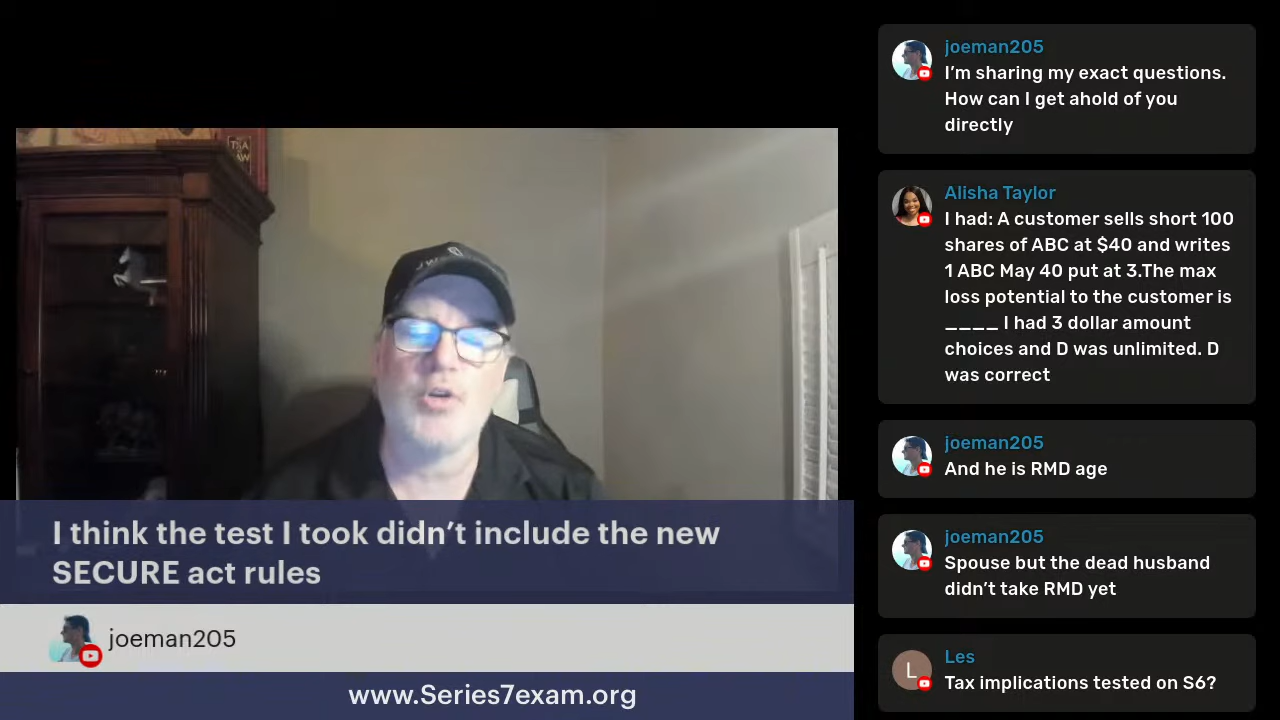 joeman205
I’m sharing my exact questions.
How can I get ahold of you
directly
Alisha Taylor
I had: A customer sells short 100
shares of ABC at $40 and writes
1 ABC May 40 put at 3.The max
loss potential to the customer is
____ I had 3 dollar amount
choices and D was unlimited. D
was correct
joeman205
And he is RMD age
joeman205
Spouse but the dead husband
didn’t take RMD yet
L
Les
Tax implications tested on S6?
I think the test I took didn’t include the new
SECURE act rules
joeman205
www.Series7exam.org